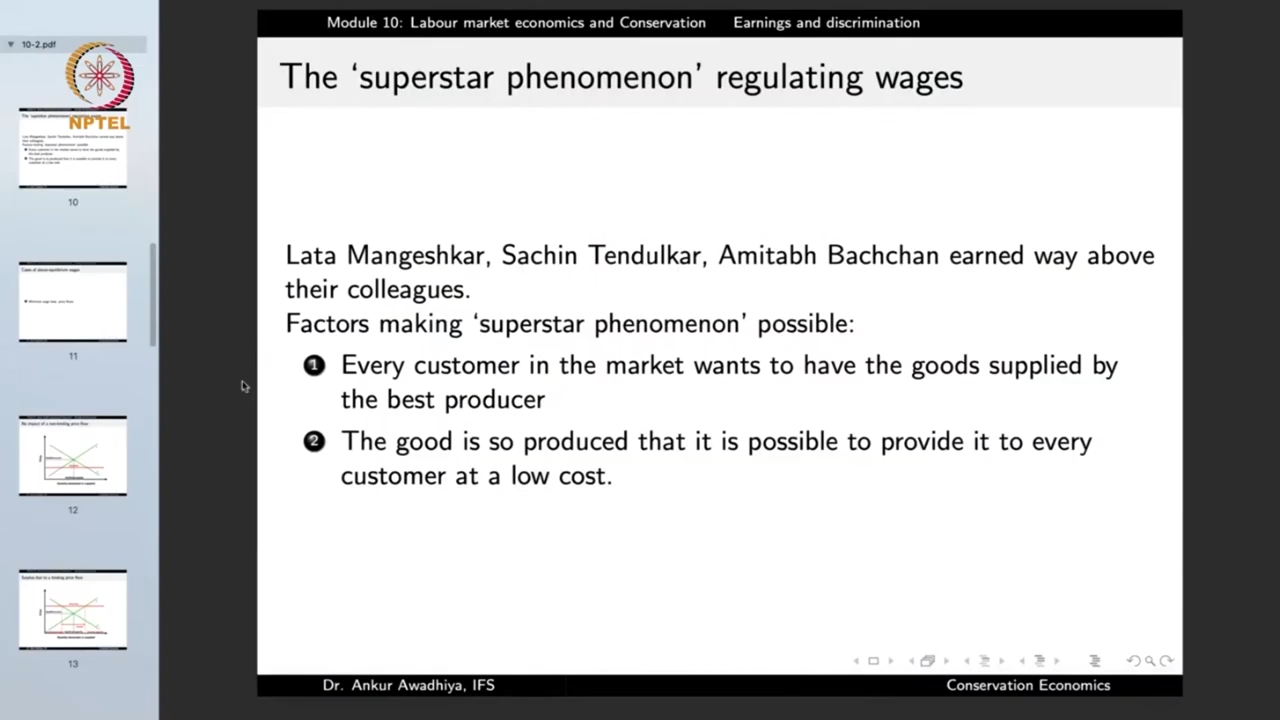 Module 10: Labour market economics and Conservation Earnings and discrimination
10-2.pdf
NPTEL
The ‘superstar phenomenon’ regulating wages
Lata Mangeshkar, Sachin Tendulkar, Amitabh Bachchan earned way above
their colleagues.
Factors making ‘superstar phenomenon’ possible:
1 Every customer in the market wants to have the goods supplied by
the best producer
2 The good is so produced that it is possible to provide it to every
customer at a low cost.
10
11
12
13
Dr. Ankur Awadhiya, IFS Conservation Economics